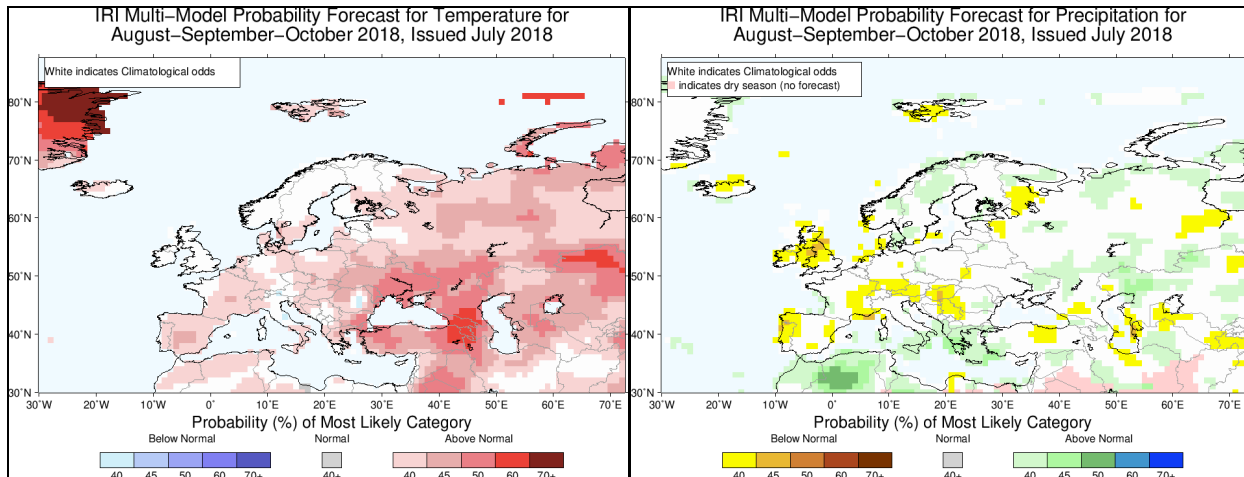 IRI Multi-Model Probability Forecast for Temperature for
August-September-October 2018, Issued July 2018
White indicates Climatological odds
80°N
70°N
60°N
50°N
40°N
30°N
30°W 20°W 10°W 0° 10°E 20°E 30°E 40°E 50°E 60°E 70°E
Probability (%) of Most Likely Category
Below Normal Normal Above Normal
40 45 50 60 70+ 40+ 40 45 50 60 70+
IRI Multi-Model Probability Forecast for Precipitation for
August-September-October 2018, Issued July 2018
White indicates Climatological odds
indicates dry season (no forecast)
80°N
70°N
60°N
50°N
40°N
30°N
30°W 20°W 10°W 0° 10°E 20°E 30°E 40°E 50°E 60°E 70°E
Probability (%) of Most Likely Category
Below Normal Normal Above Normal
40 45 50 60 70+ 40+ 40 45 50 60 70+